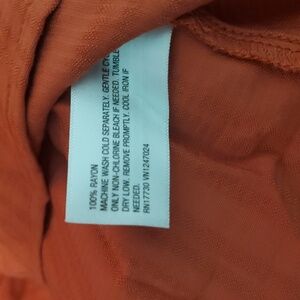 100% RAYON
MACHINE WASH COLD SEPARATELY. GENTLE CY
ONLY NON-CHLORINE BLEACH IF NEEDED. TUMBLE
DRY LOW. REMOVE PROMPTLY. COOL IRON IF
NEEDED.
RN17730 VN1247024